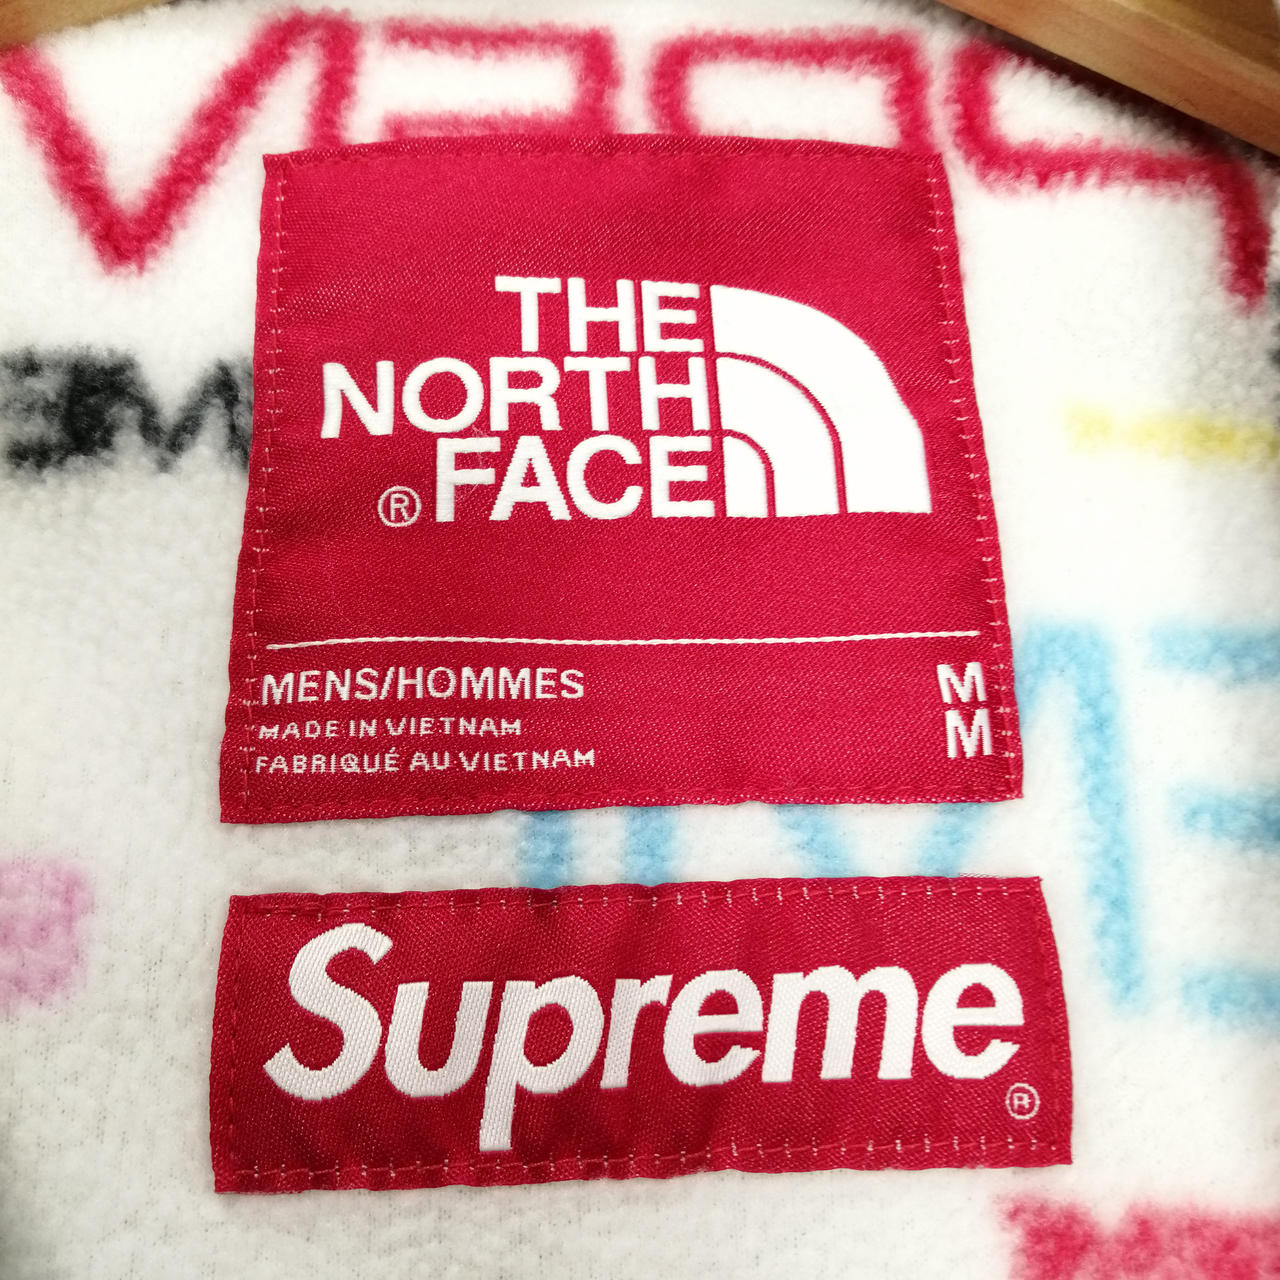 THE
NORTH
® FACE
MENS/HOMMES M
MADE IN VIETNAM M
FABRIQUÉ AU VIETNAM
Supreme ®